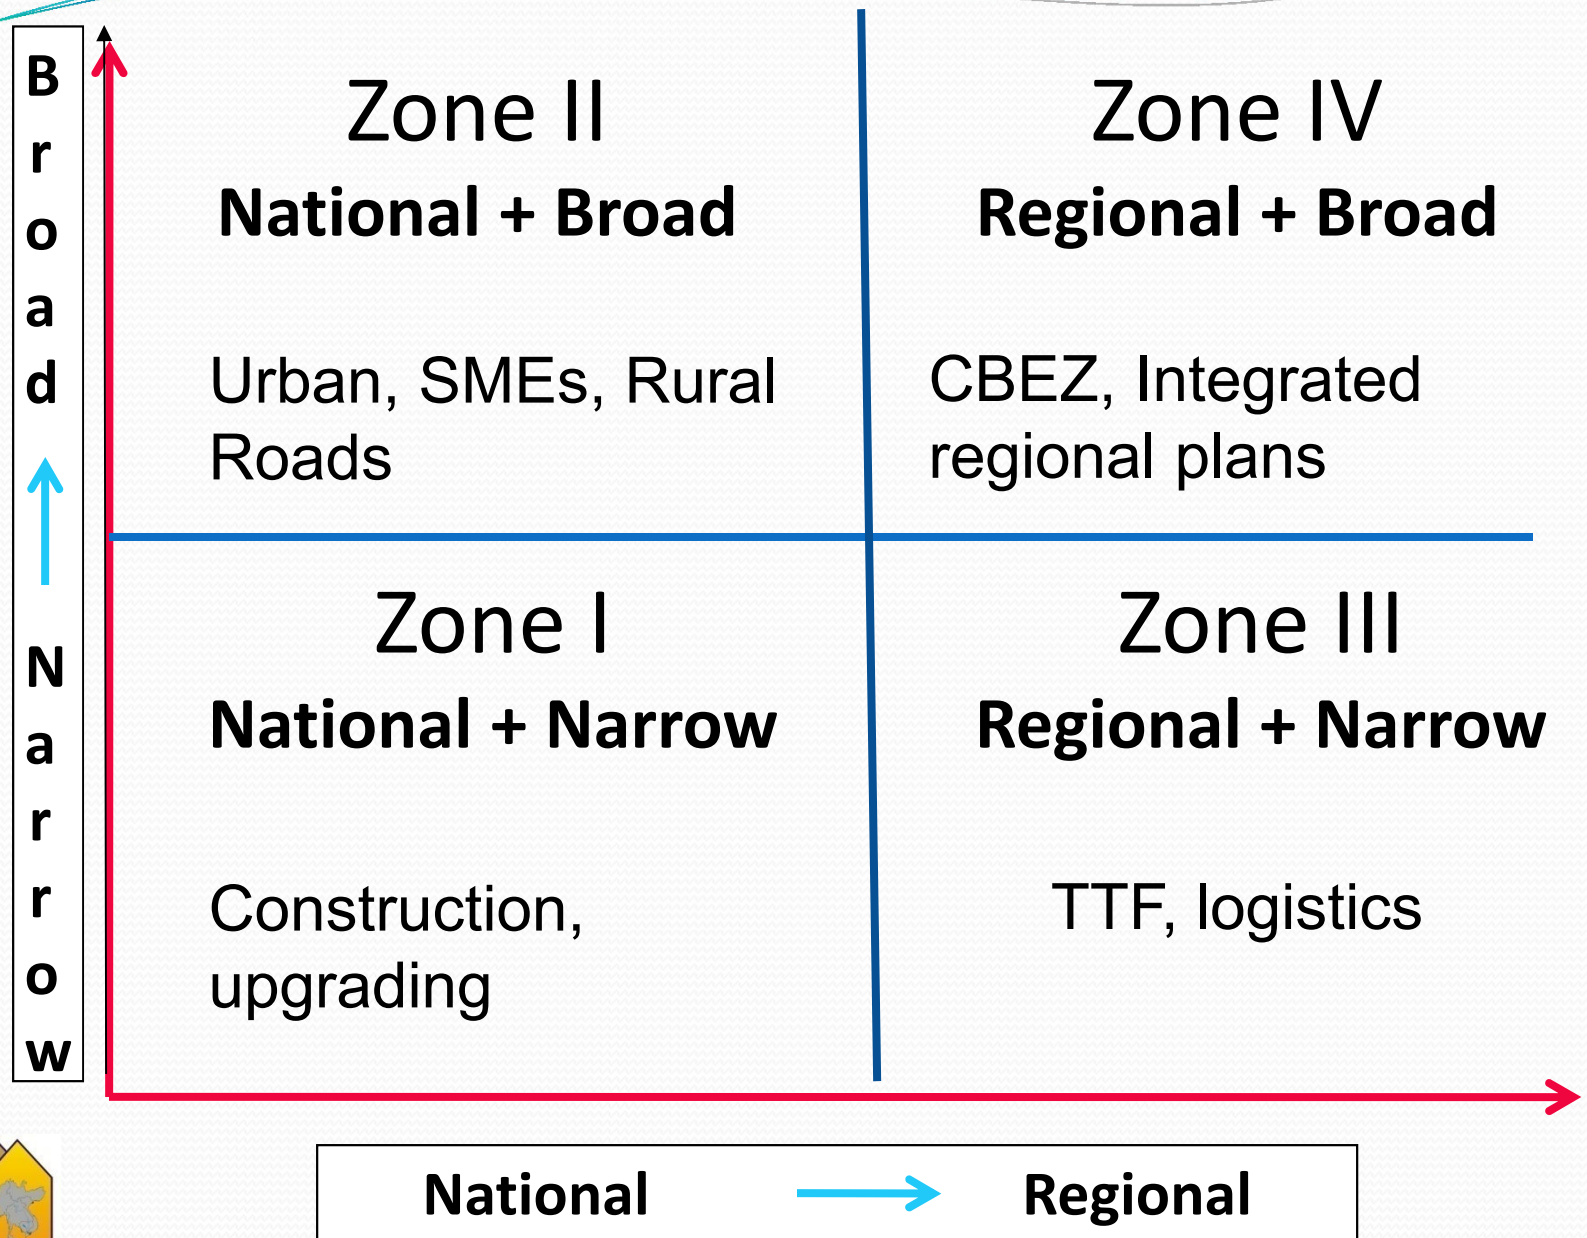 Broad
Narrow
Zone II
National + Broad
Urban, SMEs, Rural
Roads
Zone IV
Regional + Broad
CBEZ, Integrated
regional plans
Zone I
National + Narrow
Construction,
upgrading
Zone III
Regional + Narrow
TTF, logistics
National
Regional